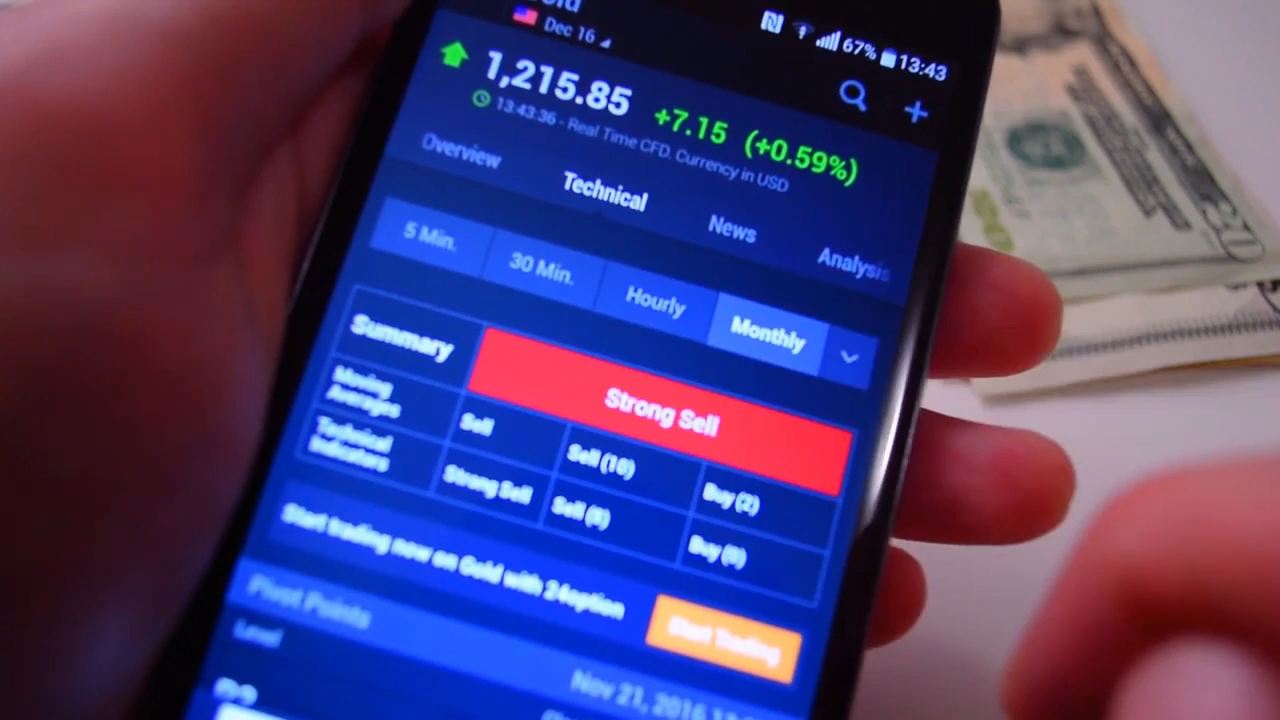 Dec 16
67% 13:43
1,215.85 +7.15 (+0.59%)
13:43:36 - Real Time CFD. Currency in USD
Overview Technical News Analysis
5 Min. 30 Min. Hourly Monthly
Summary Strong Sell
Moving
Averages Sell Sell (10) Buy (2)
Technical
Indicators Strong Sell Buy (0)
Start trading now on Gold with 24option
Start Trading
Pivot Points
Level Nov 21, 2016